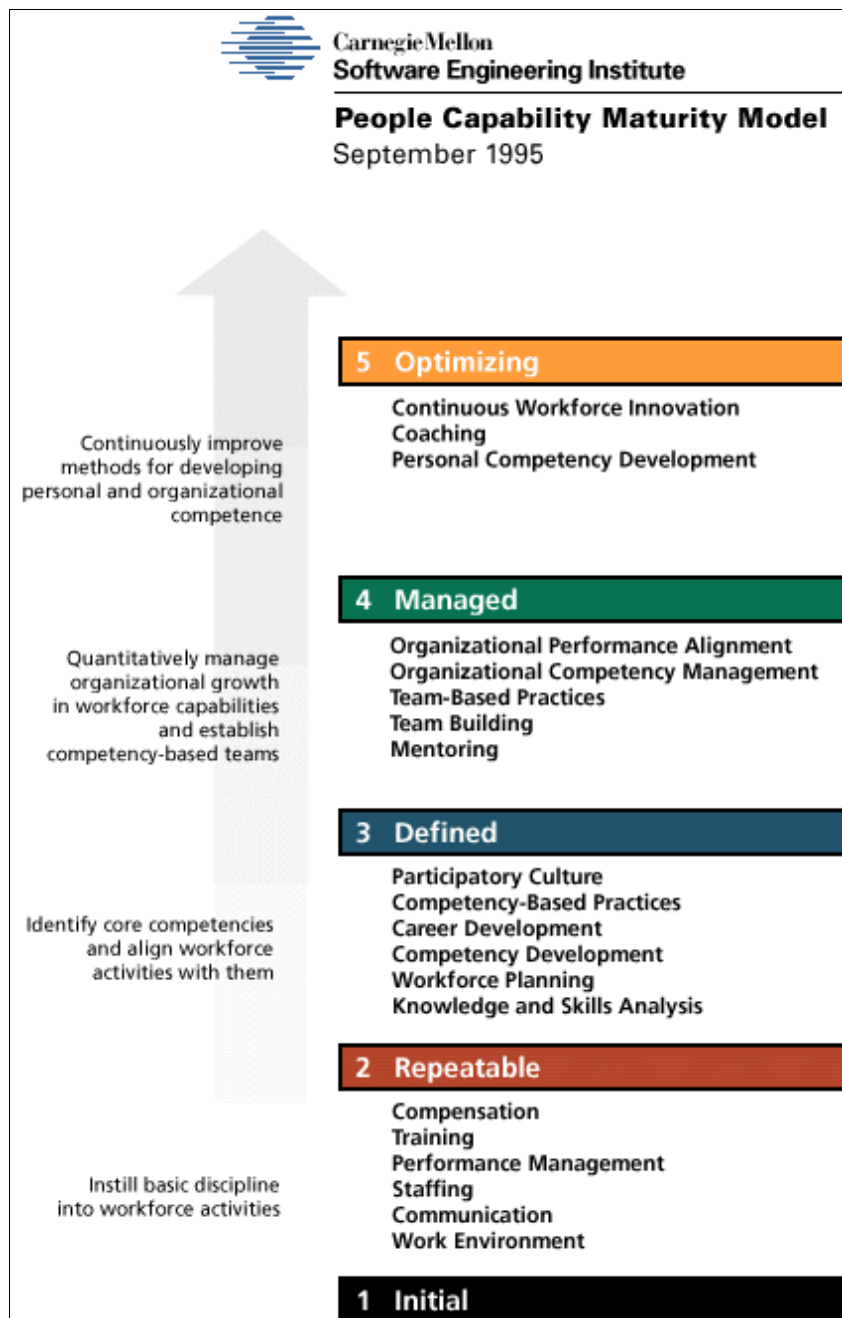 CarnegieMellon
Software Engineering Institute
People Capability Maturity Model
September 1995
5 Optimizing
Continuous Workforce Innovation
Coaching
Personal Competency Development
Continuously improve
methods for developing
personal and organizational
competence
4 Managed
Organizational Performance Alignment
Organizational Competency Management
Team-Based Practices
Team Building
Mentoring
Quantitatively manage
organizational growth
in workforce capabilities
and establish
competency-based teams
3 Defined
Participatory Culture
Competency-Based Practices
Career Development
Competency Development
Workforce Planning
Knowledge and Skills Analysis
Identify core competencies
and align workforce
activities with them
2 Repeatable
Compensation
Training
Performance Management
Staffing
Communication
Work Environment
Instill basic discipline
into workforce activities
1 Initial